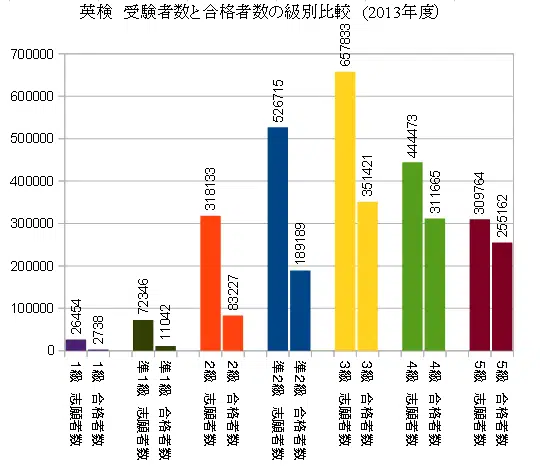 英検　受験者数と合格者数の級別比較　(2013年度)
700000
600000
500000
400000
300000
200000
100000
0
26454
2738
72346
11042
318133
83227
526715
189189
657833
351421
444473
311665
309764
255162
1級 志願者数
1級 合格者数
準1級 志願者数
準1級 合格者数
2級 志願者数
2級 合格者数
準2級 志願者数
準2級 合格者数
3級 志願者数
3級 合格者数
4級 志願者数
4級 合格者数
5級 志願者数
5級 合格者数